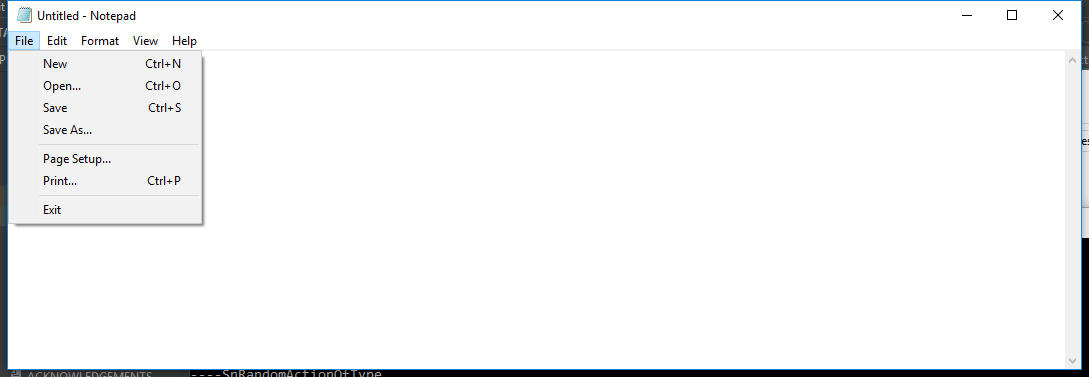 Untitled - Notepad
File Edit Format View Help
New Ctrl+N
Open... Ctrl+O
Save Ctrl+S
Save As...
Page Setup...
Print... Ctrl+P
Exit
ACKNOWLEDGEMENTS ----SnRandomActionOfType